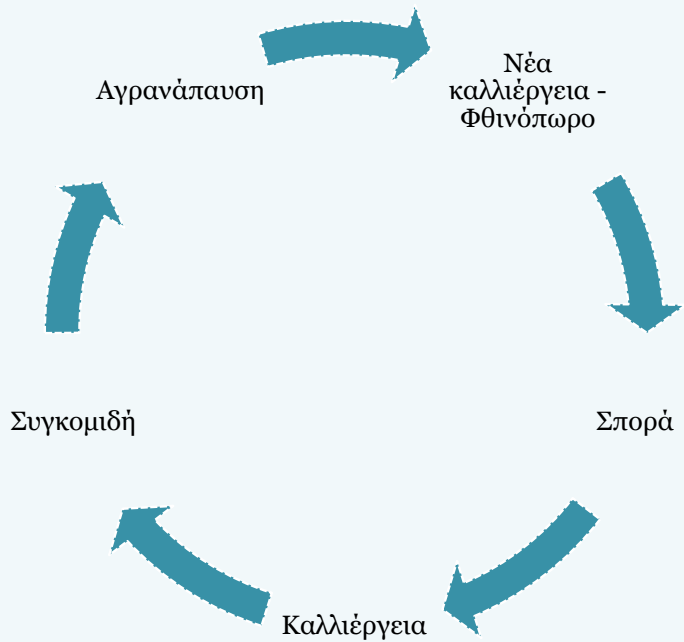 Αγρανάπαυση
Νέα
καλλιέργεια -
Φθινόπωρο
Σπορά
Καλλιέργεια
Συγκομιδή